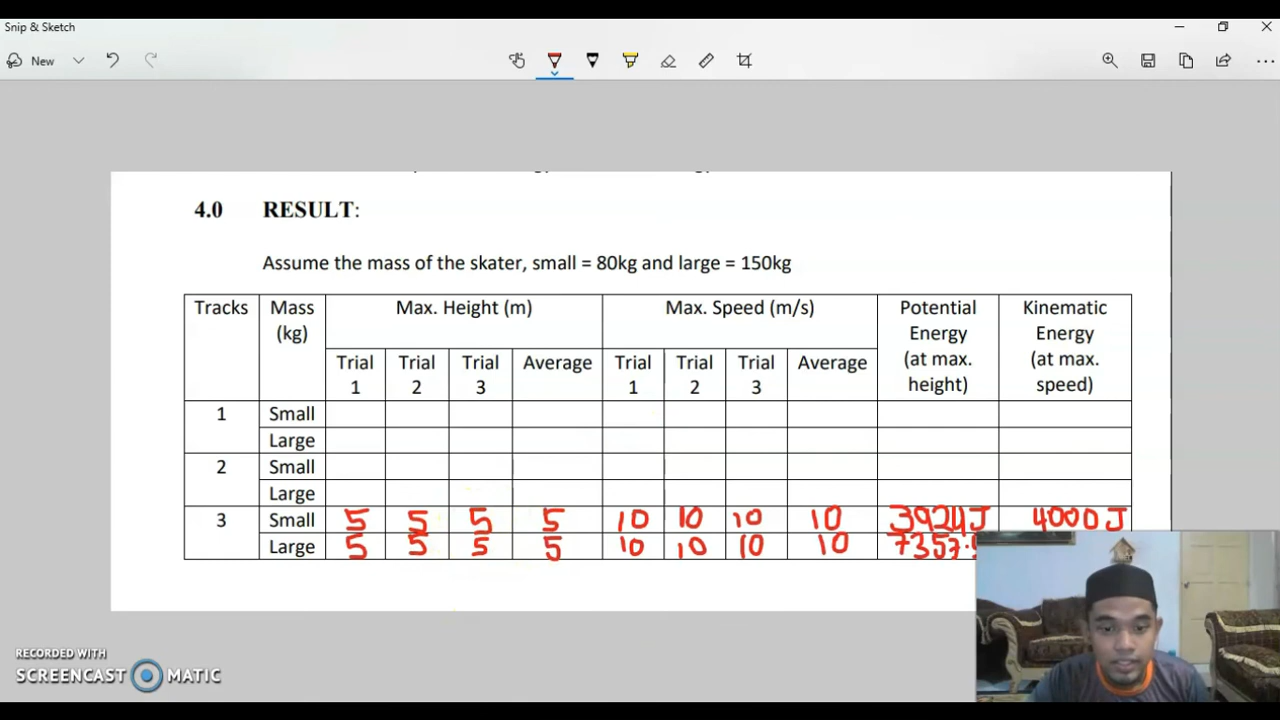 Snip & Sketch
New
4.0 RESULT:
Assume the mass of the skater, small = 80kg and large = 150kg
Tracks Mass (kg) Max. Height (m) Max. Speed (m/s) Potential Energy (at max. height) Kinematic Energy (at max. speed)
Trial 1 Trial 2 Trial 3 Average Trial 1 Trial 2 Trial 3 Average
1 Small
Large
2 Small
Large
3 Small 5 5 5 5 10 10 10 10 3924J 4000J
Large 5 5 5 5 10 10 10 10
RECORDED WITH
SCREENCAST MATIC